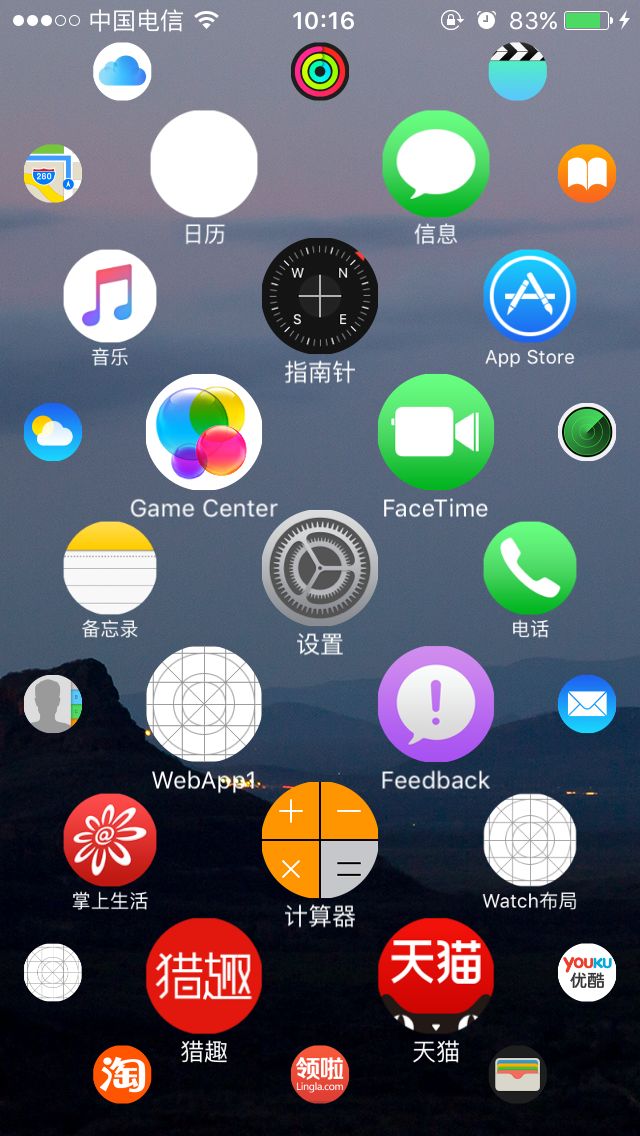 中国电信 10:16 83%
280
日历 信息
W N
S E
音乐 指南针 App Store
Game Center FaceTime
备忘录 设置 电话
WebApp1 Feedback
掌上生活 计算器 Watch布局
猎趣 天猫 YOUKU
优酷
猎趣 天猫
淘 领啦
Lingla.com